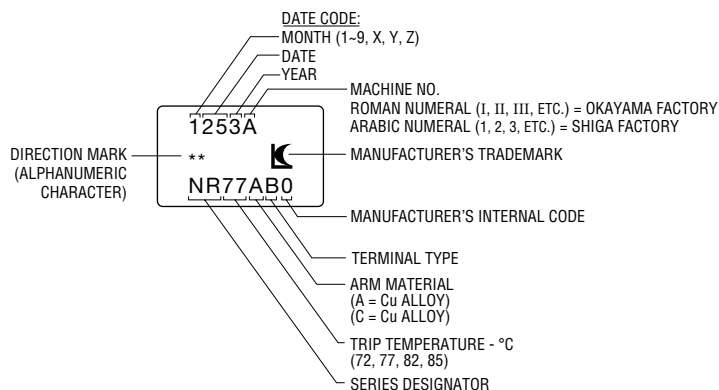 DATE CODE:
MONTH (1~9, X, Y, Z)
DATE
YEAR
MACHINE NO.
ROMAN NUMERAL (I, II, III, ETC.) = OKAYAMA FACTORY
ARABIC NUMERAL (1, 2, 3, ETC.) = SHIGA FACTORY
1253A
DIRECTION MARK
(ALPHANUMERIC
CHARACTER)
**
MANUFACTURER'S TRADEMARK
NR77AB0
MANUFACTURER'S INTERNAL CODE
TERMINAL TYPE
ARM MATERIAL
(A = Cu ALLOY)
(C = Cu ALLOY)
TRIP TEMPERATURE - °C
(72, 77, 82, 85)
SERIES DESIGNATOR